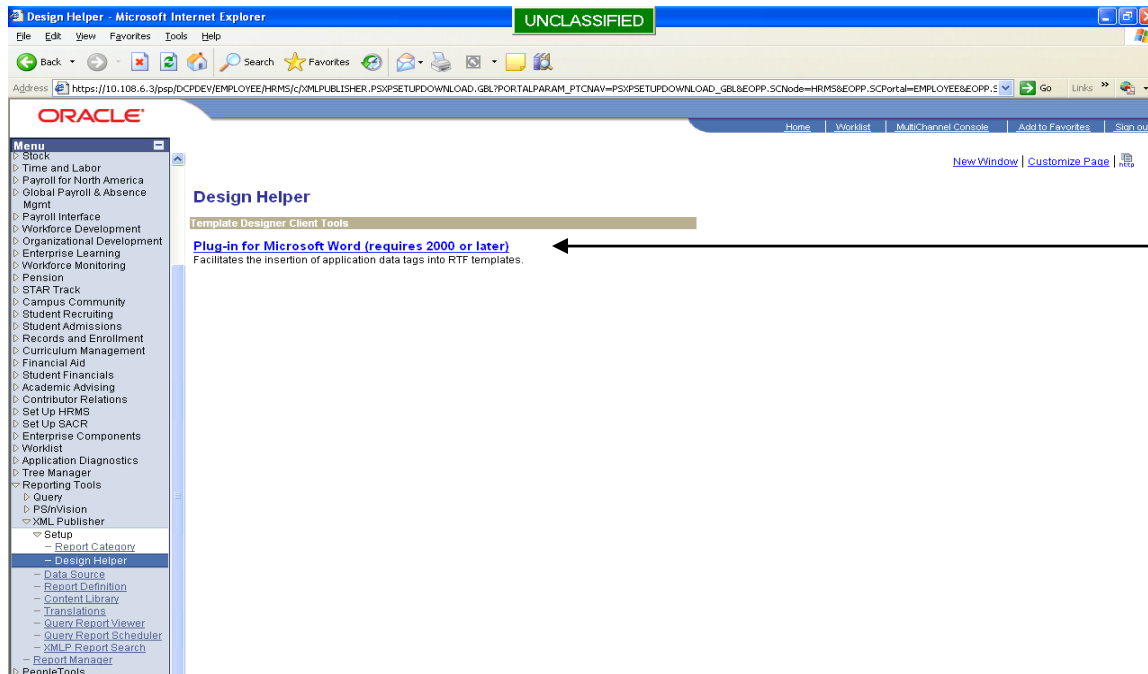 Design Helper - Microsoft Internet Explorer
UNCLASSIFIED
File Edit View Favorites Tools Help
Back Search Favorites
Address https://10.108.6.3/psp/DCPDEV/EMPLOYEE/HRMS/c/XMLPUBLISHER.PSXPSETUPDOWNLOAD.GBL?PORTALPARAM_PTCNAV=PSXPSETUPDOWNLOAD_GBL&EOPP.SCNode=HRMS&EOPP.SCPortal=EMPLOYEE&EOPP.S Go Links »
ORACLE'
Home Worklist MultiChannel Console Add to Favorites Sign ou
Menu
New Window | Customize Page | http
Stock
Time and Labor
Payroll for North America
Global Payroll & Absence
Mgmt
Payroll Interface
Workforce Development
Organizational Development
Enterprise Learning
Workforce Monitoring
Pension
STAR Track
Campus Community
Student Recruiting
Student Admissions
Records and Enrollment
Curriculum Management
Financial Aid
Student Financials
Academic Advising
Contributor Relations
Set Up HRMS
Set Up SACR
Enterprise Components
Worklist
Application Diagnostics
Tree Manager
Reporting Tools
Query
PS/nVision
XML Publisher
Setup
– Report Category
– Design Helper
– Data Source
– Report Definition
– Content Library
– Translations
– Query Report Viewer
– Query Report Scheduler
– XMLP Report Search
– Report Manager
PeopleTools
Design Helper
Template Designer Client Tools
Plug-in for Microsoft Word (requires 2000 or later)
Facilitates the insertion of application data tags into RTF templates.